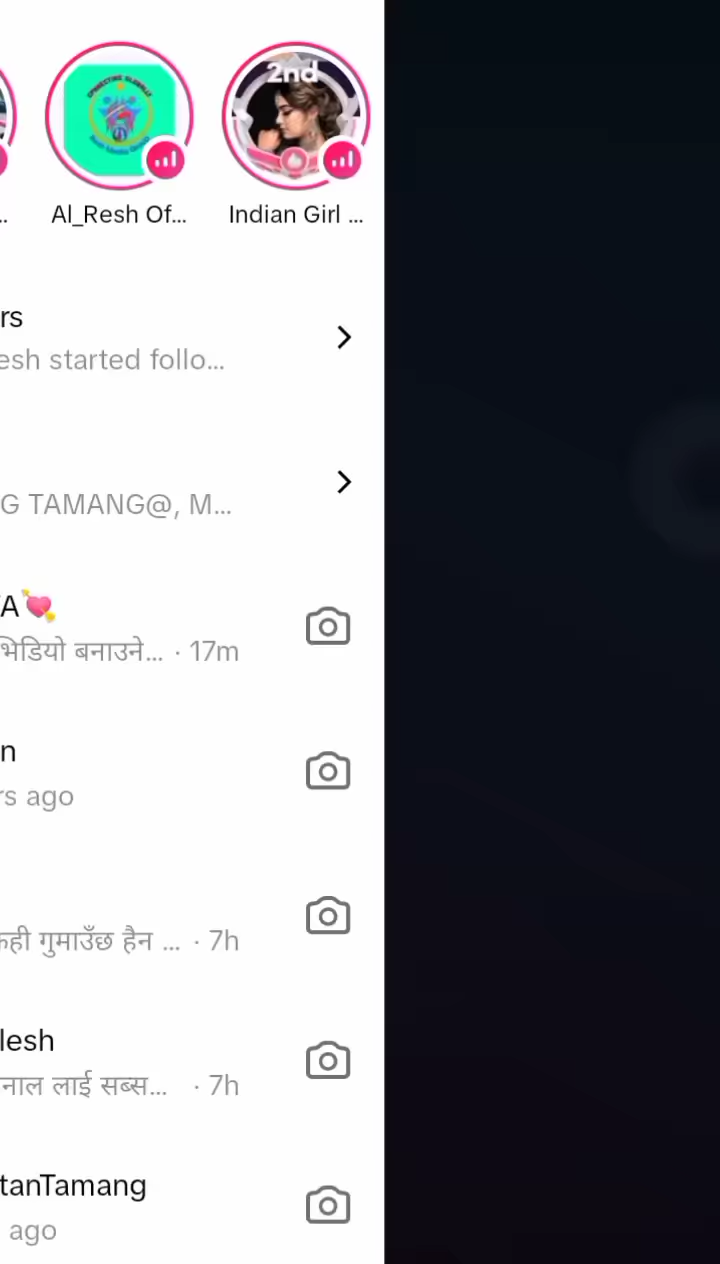 2nd
.. Al_Resh Of... Indian Girl ...
rs
esh started follo...
G TAMANG@, M...
A💘
भिडियो बनाउने... · 17m
n
rs ago
कही गुमाउँछ हैन ... · 7h
lesh
नाल लाई सब्स... · 7h
tanTamang
ago